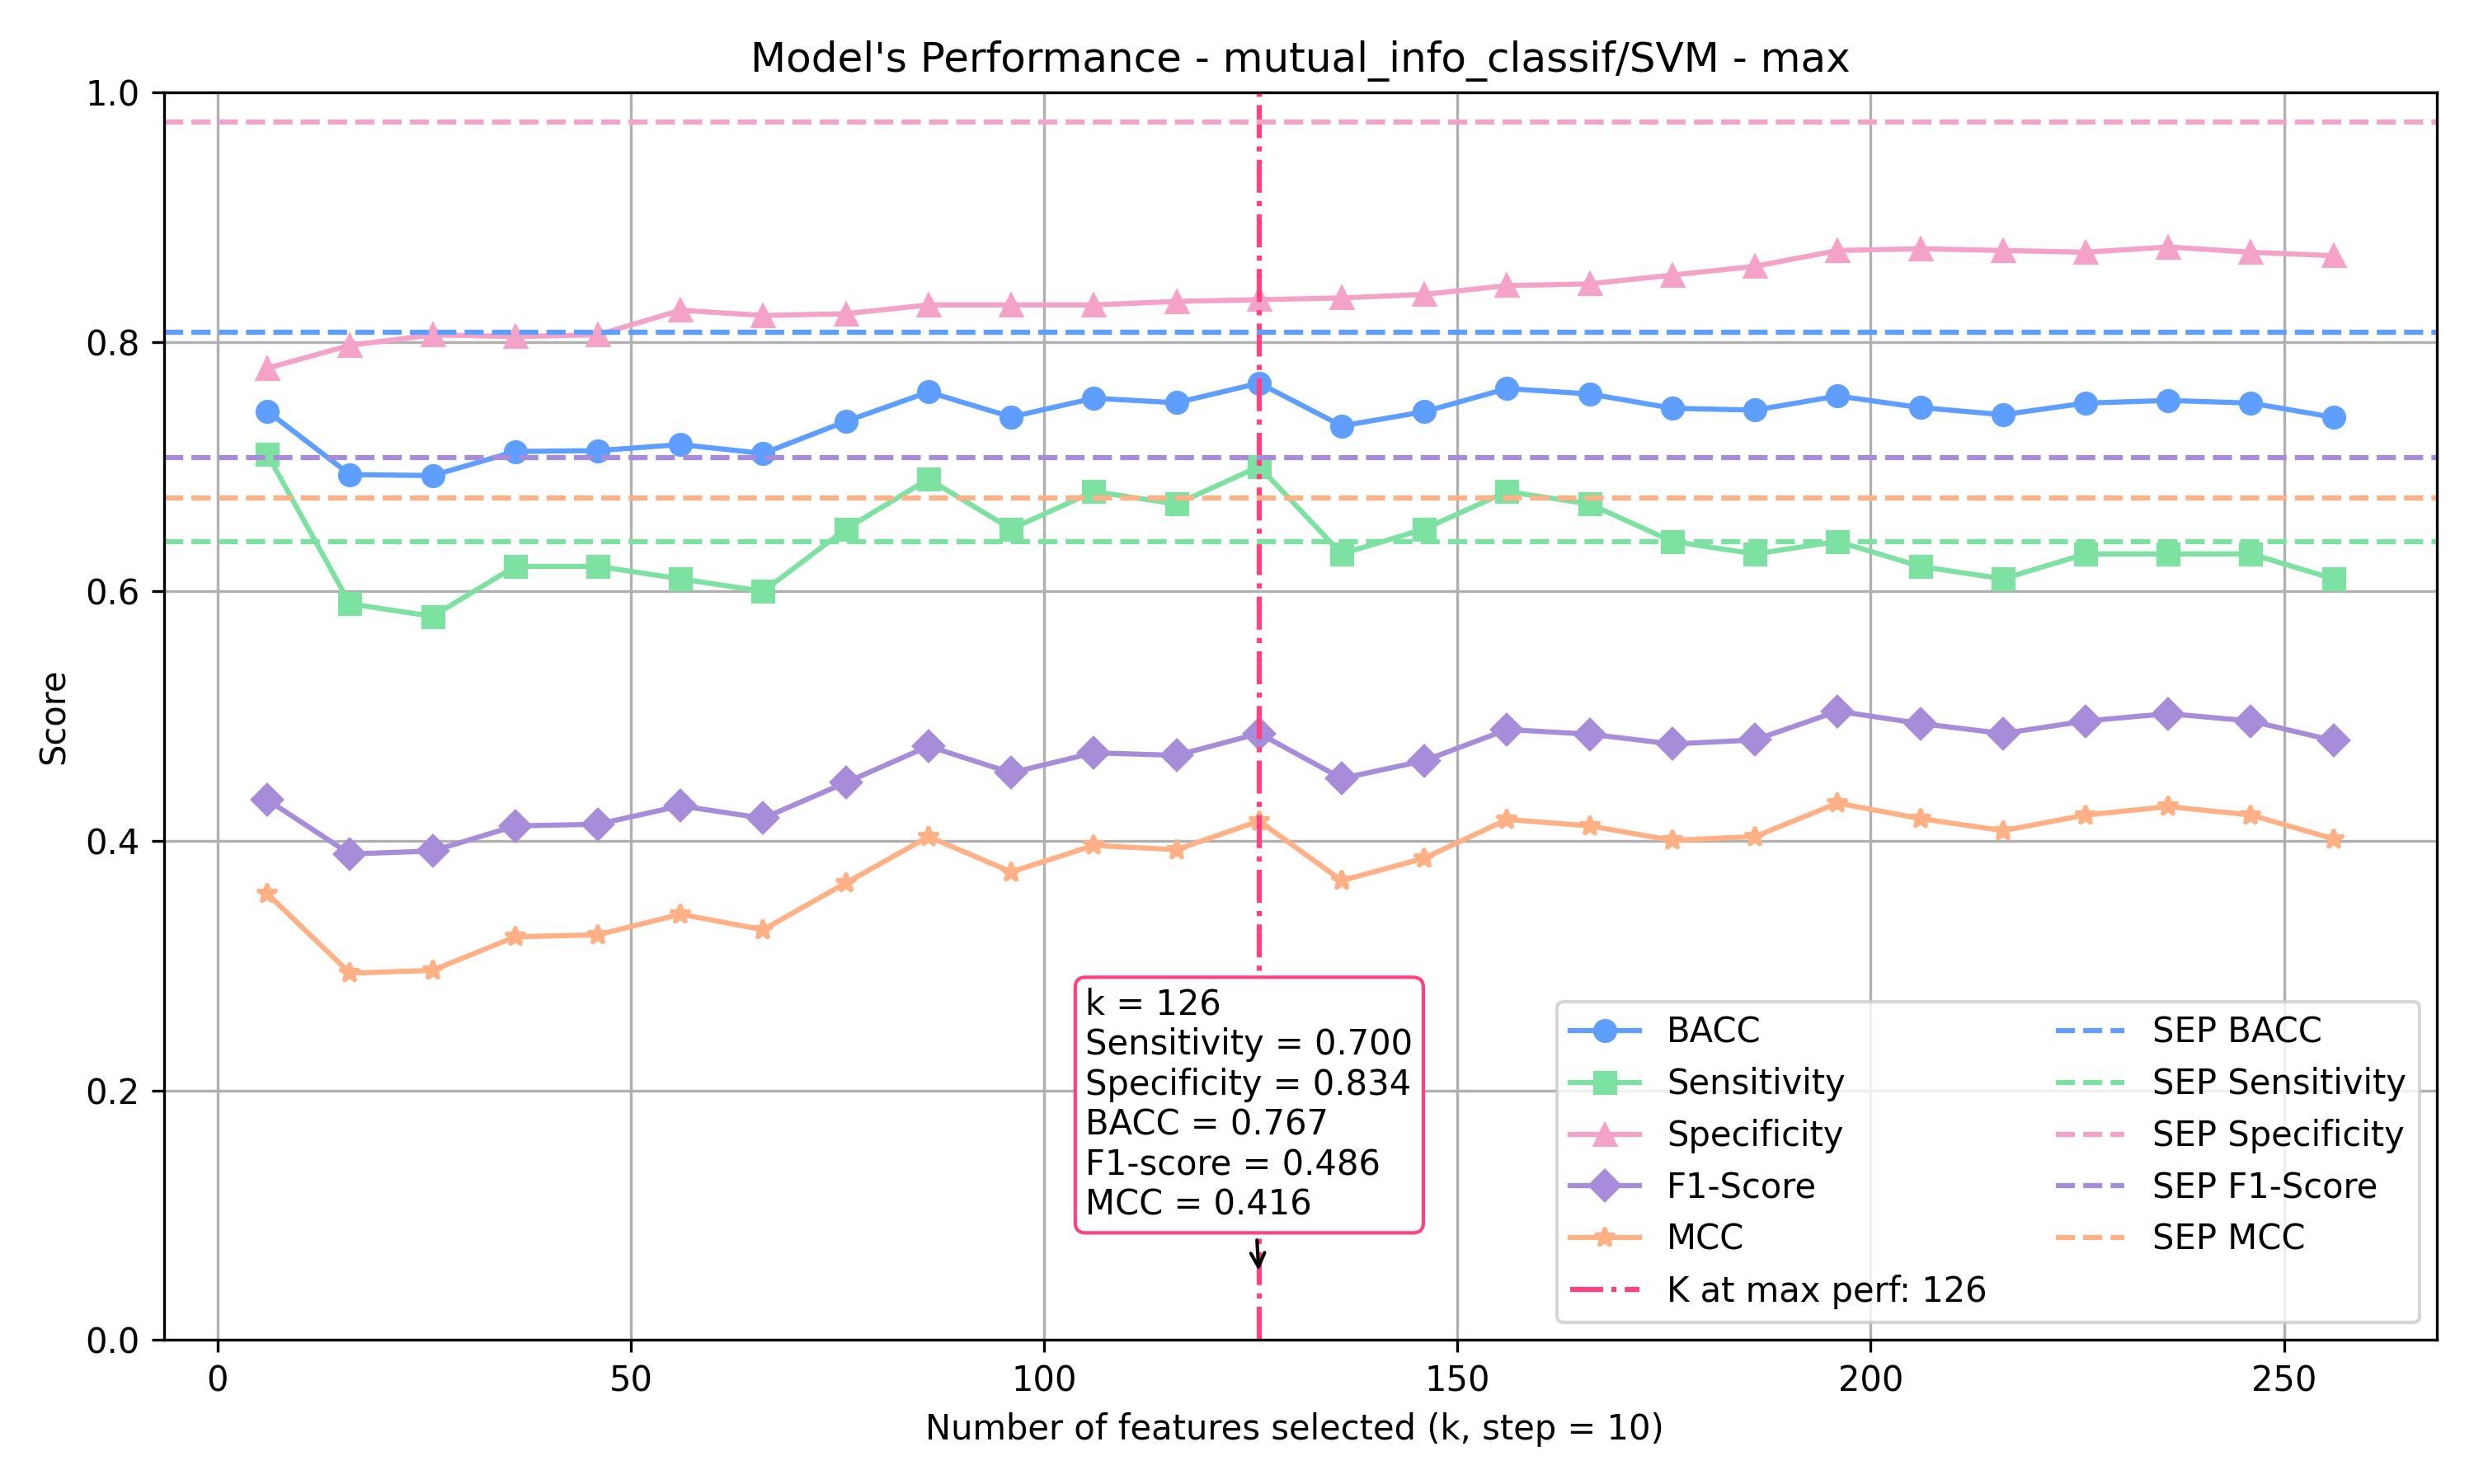 Model's Performance - mutual_info_classif/SVM - max
1.0
0.8
0.6
0.4
0.2
0.0
Score
k = 126
Sensitivity = 0.700
Specificity = 0.834
BACC = 0.767
F1-score = 0.486
MCC = 0.416
BACC
Sensitivity
Specificity
F1-Score
MCC
K at max perf: 126
SEP BACC
SEP Sensitivity
SEP Specificity
SEP F1-Score
SEP MCC
0 50 100 150 200 250
Number of features selected (k, step = 10)